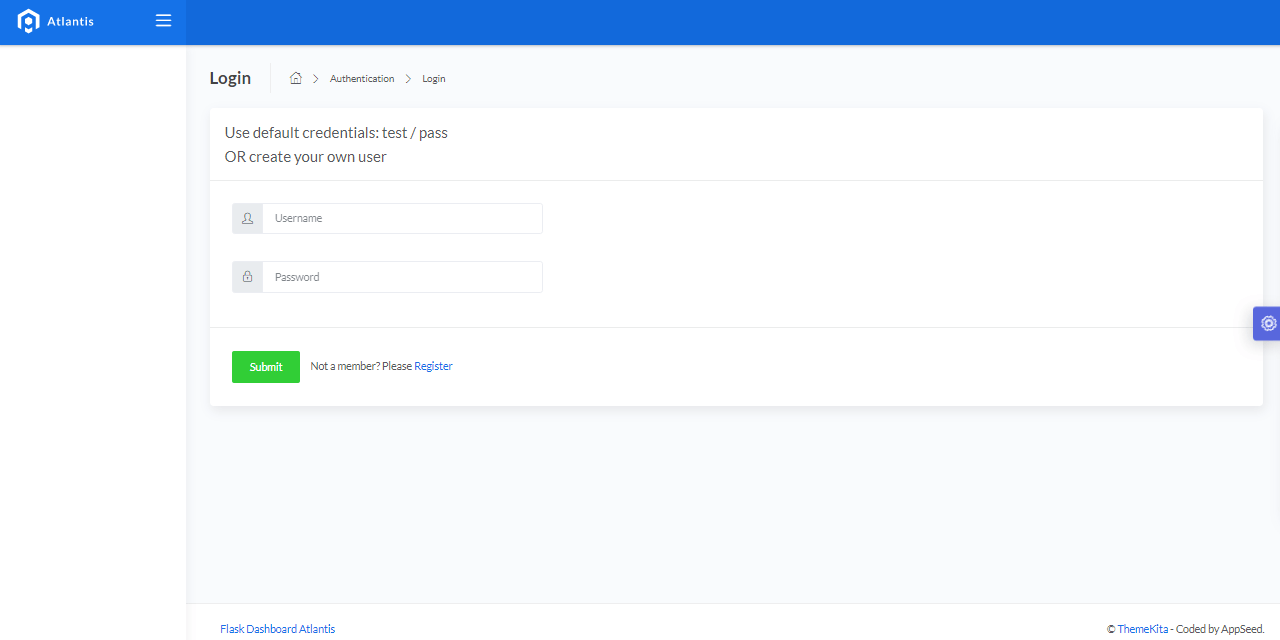 Atlantis
Login
Authentication
Login
Use default credentials: test / pass
OR create your own user
Username
Password
Submit
Not a member? Please Register
Flask Dashboard Atlantis
© ThemeKita - Coded by AppSeed.